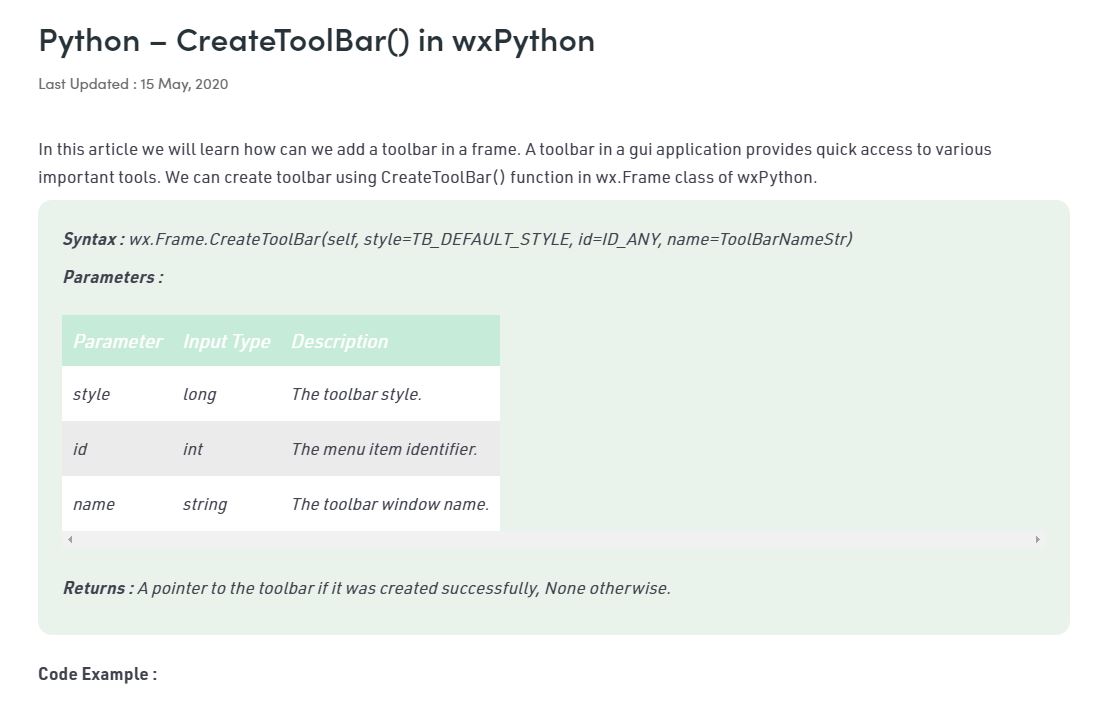 Python – CreateToolBar() in wxPython
Last Updated : 15 May, 2020
In this article we will learn how can we add a toolbar in a frame. A toolbar in a gui application provides quick access to various
important tools. We can create toolbar using CreateToolBar() function in wx.Frame class of wxPython.
Syntax : wx.Frame.CreateToolBar(self, style=TB_DEFAULT_STYLE, id=ID_ANY, name=ToolBarNameStr)
Parameters :
Parameter Input Type Description
style long The toolbar style.
id int The menu item identifier.
name string The toolbar window name.
Returns : A pointer to the toolbar if it was created successfully, None otherwise.
Code Example :